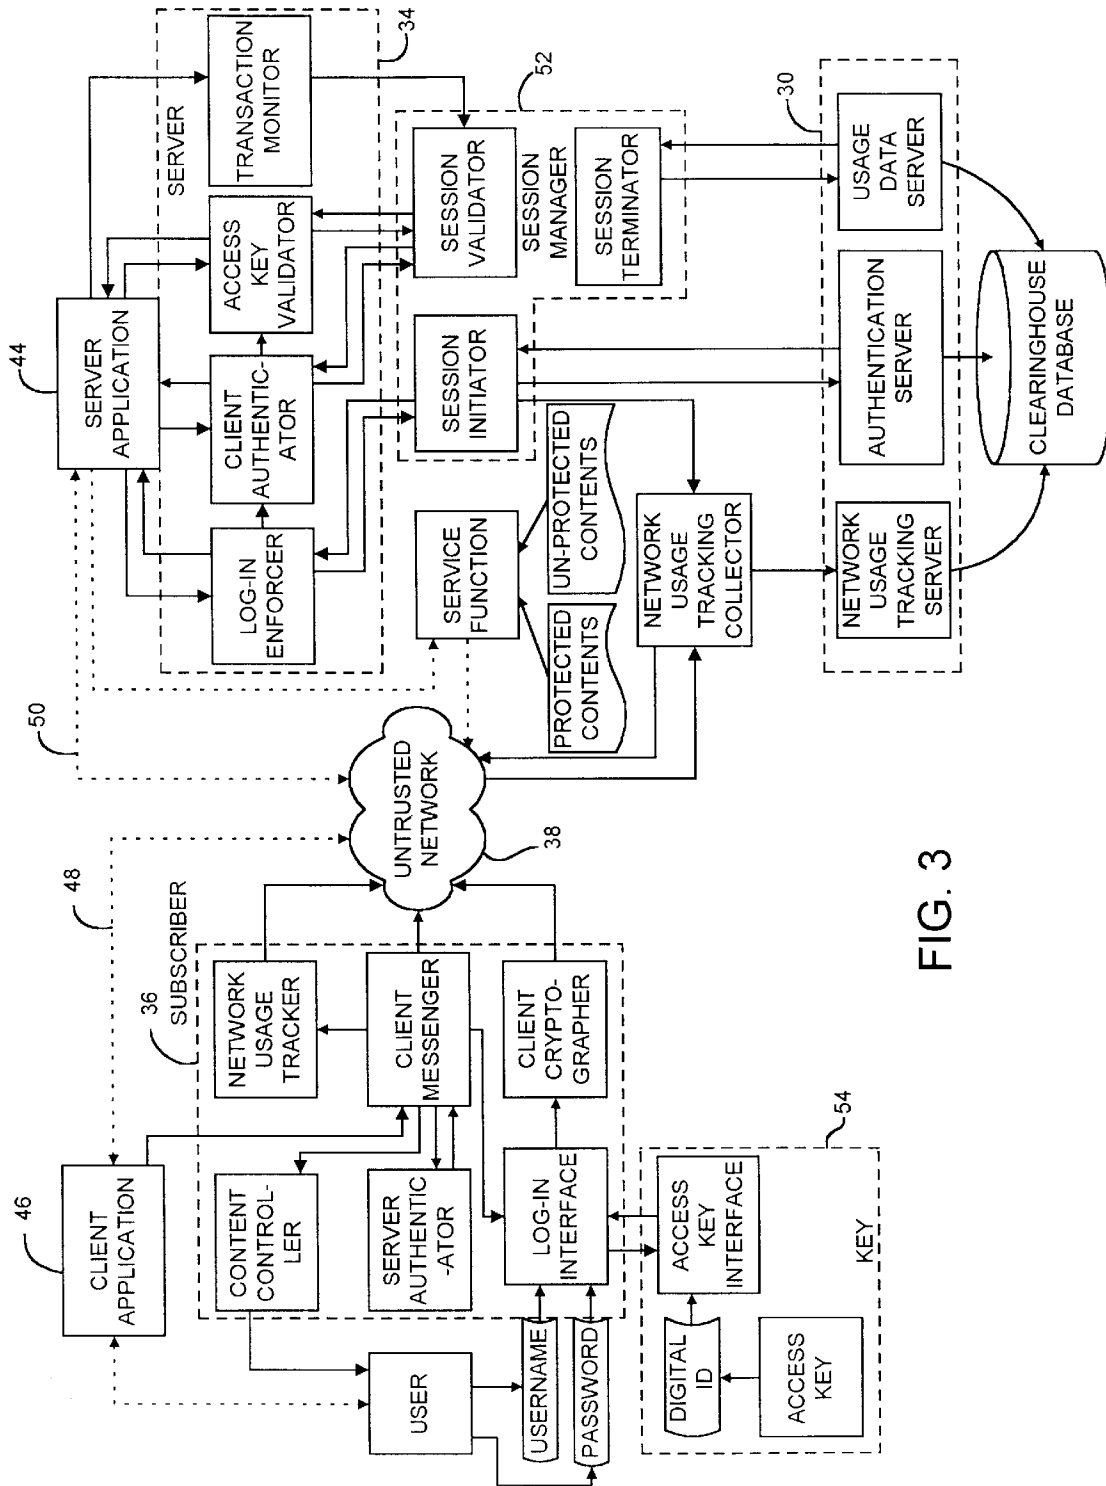 46
CLIENT
APPLICATION
48
50
44
SERVER
APPLICATION
36
SUBSCRIBER
SERVER
34
CONTENT
CONTROL-
LER
NETWORK
USAGE
TRACKER
LOG-IN
ENFORCER
CLIENT
AUTHENTIC-
ATOR
ACCESS
KEY
VALIDATOR
TRANSACTION
MONITOR
USER
SERVER
AUTHENTIC
-ATOR
CLIENT
MESSENGER
UNTRUSTED
NETWORK
38
SERVICE
FUNCTION
SESSION
INITIATOR
SESSION
VALIDATOR
SESSION
MANAGER
52
USERNAME
PASSWORD
LOG-IN
INTERFACE
CLIENT
CRYPTO-
GRAPHER
PROTECTED
CONTENTS
UN-PROTECTED
CONTENTS
SESSION
TERMINATOR
DIGITAL
ID
ACCESS
KEY
INTERFACE
54
NETWORK
USAGE
TRACKING
COLLECTOR
ACCESS
KEY
KEY
30
NETWORK
USAGE
TRACKING
SERVER
AUTHENTICATION
SERVER
USAGE
DATA
SERVER
CLEARINGHOUSE
DATABASE
FIG. 3